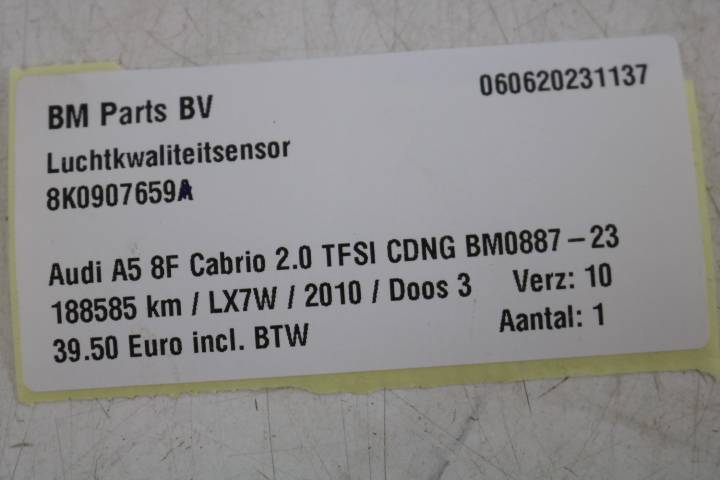 BM Parts BV 060620231137
Luchtkwaliteitsensor
8K0907659A
Audi A5 8F Cabrio 2.0 TFSI CDNG BM0887-23
188585 km / LX7W / 2010 / Doos 3 Verz: 10
39.50 Euro incl. BTW Aantal: 1